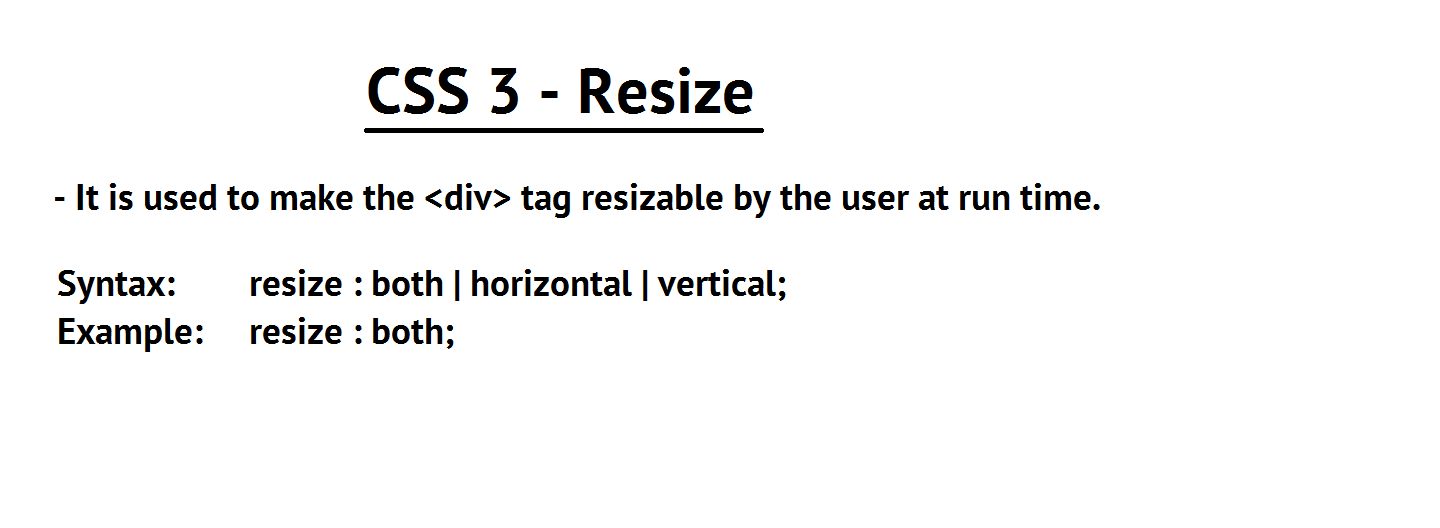 CSS 3 - Resize
- It is used to make the <div> tag resizable by the user at run time.
Syntax: resize : both | horizontal | vertical;
Example: resize : both;